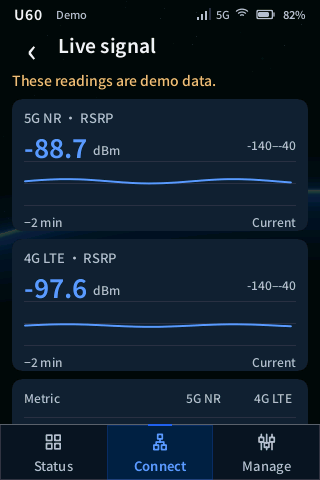 U60 Demo 5G 82%
Live signal
These readings are demo data.
5G NR • RSRP
-88.7 dBm -140–-40
−2 min Current
4G LTE • RSRP
-97.6 dBm -140–-40
−2 min Current
Metric 5G NR 4G LTE
Status Connect Manage